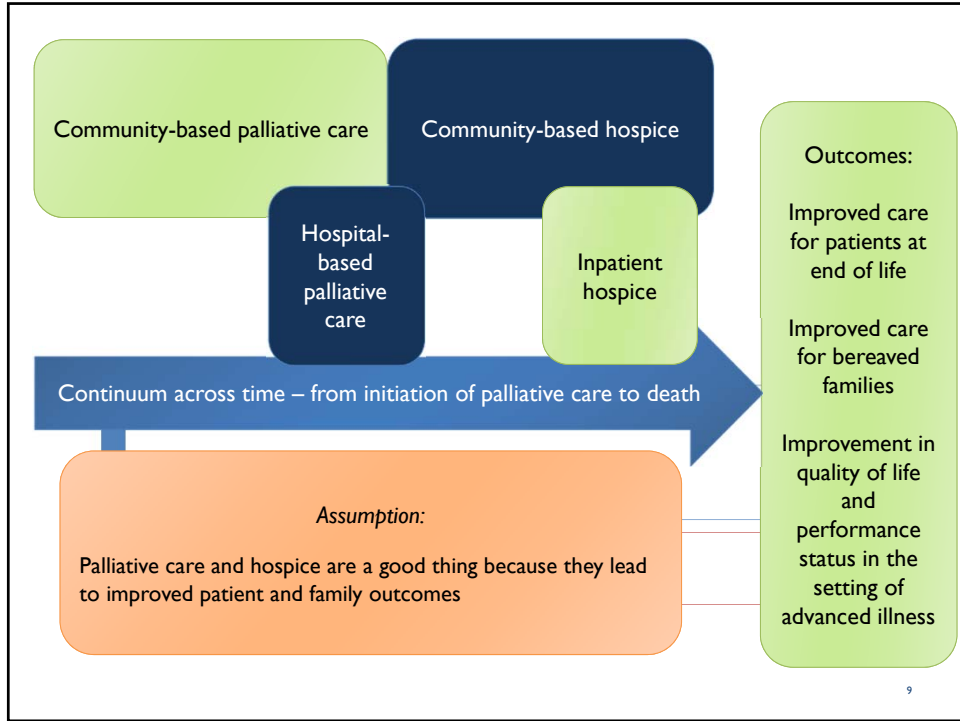 Community-based palliative care
Community-based hospice
Hospital-
based
palliative
care
Inpatient
hospice
Continuum across time – from initiation of palliative care to death
Assumption:
Palliative care and hospice are a good thing because they lead
to improved patient and family outcomes
Outcomes:
Improved care
for patients at
end of life
Improved care
for bereaved
families
Improvement in
quality of life
and
performance
status in the
setting of
advanced illness
9